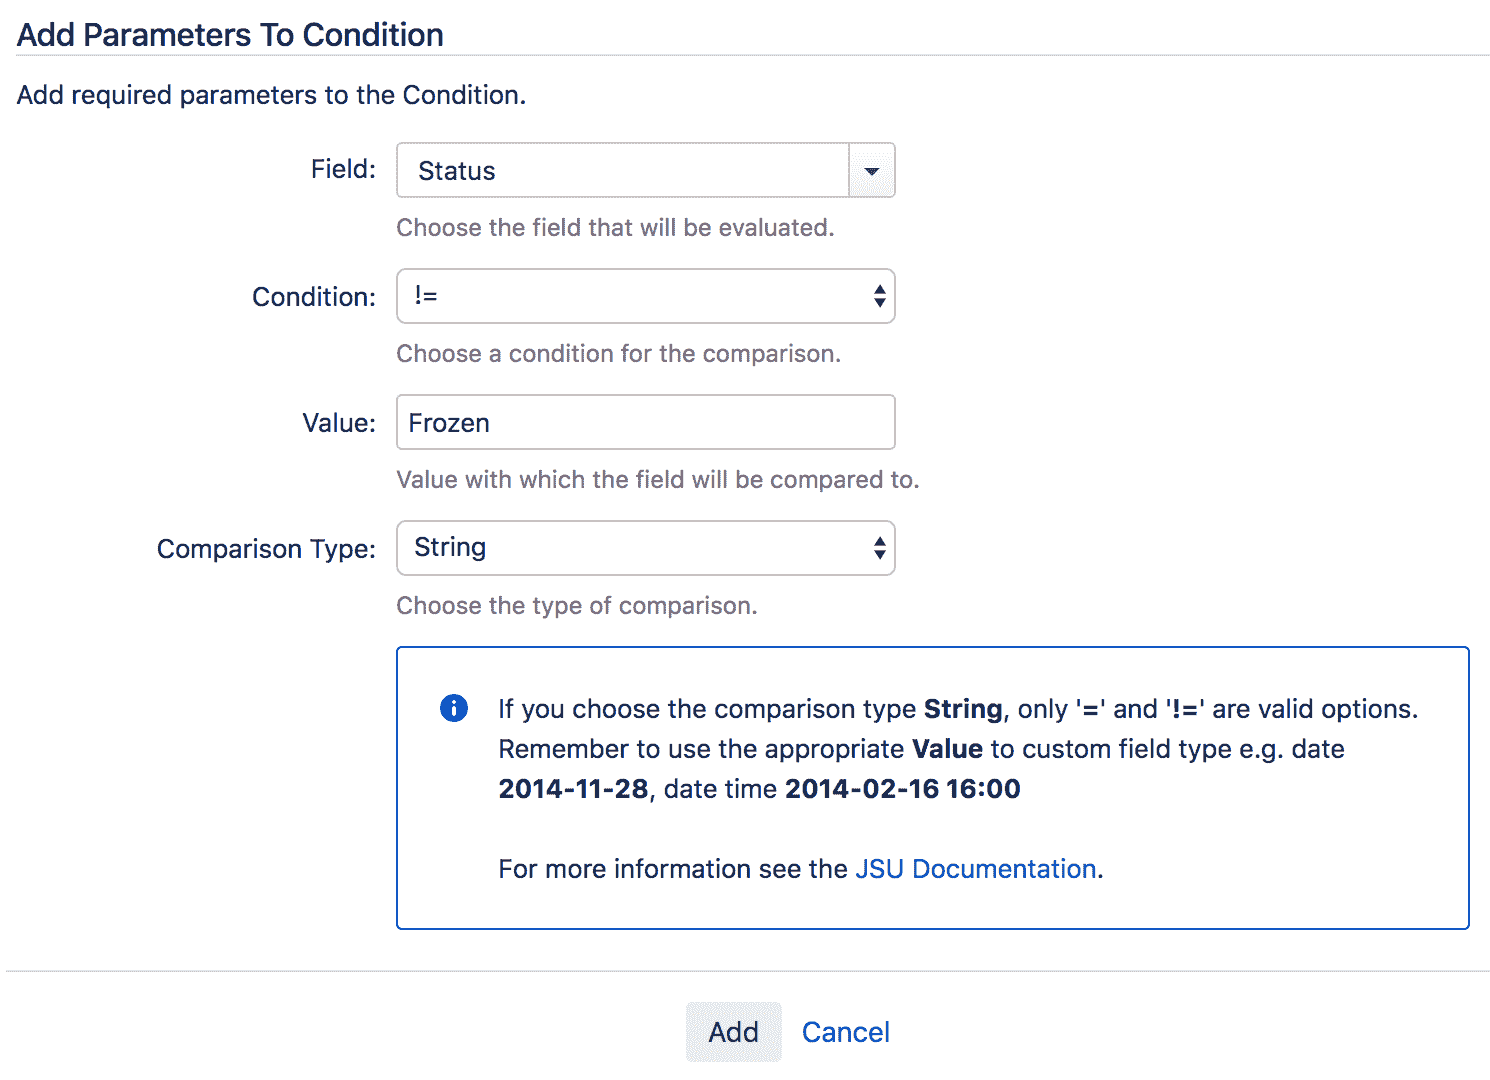 Add Parameters To Condition
Add required parameters to the Condition.
Field: Status
Choose the field that will be evaluated.
Condition: !=
Choose a condition for the comparison.
Value: Frozen
Value with which the field will be compared to.
Comparison Type: String
Choose the type of comparison.
If you choose the comparison type String, only '=' and '!=' are valid options.
Remember to use the appropriate Value to custom field type e.g. date
2014-11-28, date time 2014-02-16 16:00
For more information see the JSU Documentation.
Add Cancel